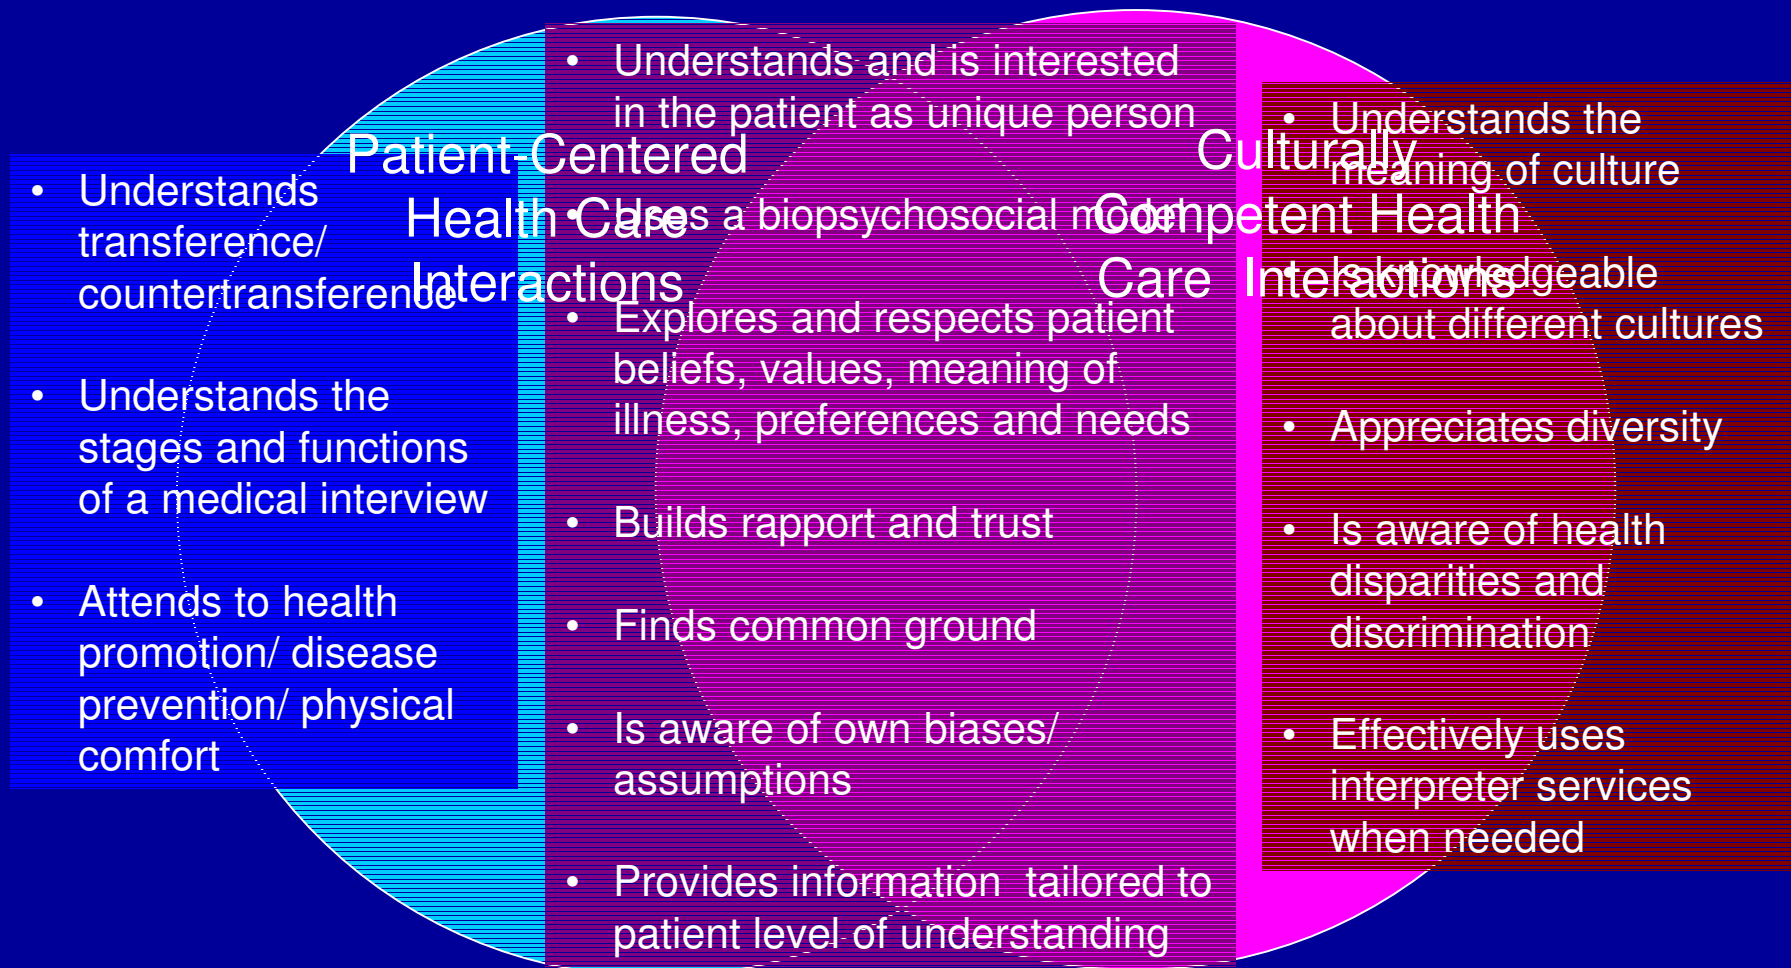 Patient-Centered
Health Care
Interactions
Culturally
Competent Health
Care Interactions
• Understands
transference/
countertransference
• Understands the
stages and functions
of a medical interview
• Attends to health
promotion/ disease
prevention/ physical
comfort
• Understands and is interested
in the patient as unique person
• Uses a biopsychosocial model
• Explores and respects patient
beliefs, values, meaning of
illness, preferences and needs
• Builds rapport and trust
• Finds common ground
• Is aware of own biases/
assumptions
• Provides information tailored to
patient level of understanding
• Understands the
meaning of culture
• Is knowledgeable
about different cultures
• Appreciates diversity
• Is aware of health
disparities and
discrimination
• Effectively uses
interpreter services
when needed